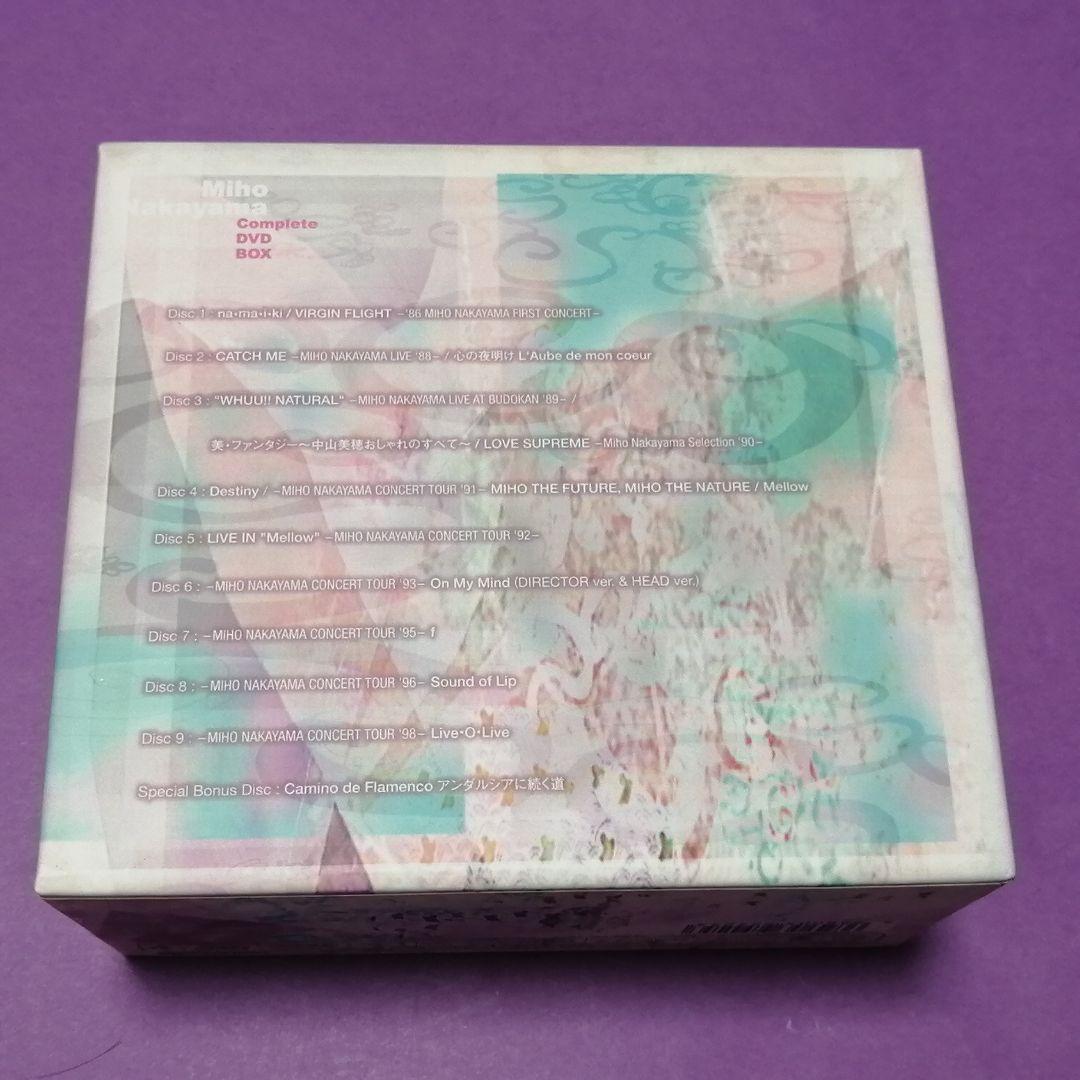 Miho
Nakayama
Complete
DVD
BOX
Disc 1 : na•ma•i•ki / VIRGIN FLIGHT –'86 MIHO NAKAYAMA FIRST CONCERT–
Disc 2 : CATCH ME –MIHO NAKAYAMA LIVE '88– / 心の夜明け L'Aube de mon coeur
Disc 3 : "WHUU!! NATURAL" –MIHO NAKAYAMA LIVE AT BUDOKAN '89– /
美・ファンタジー〜中山美穂おしゃれのすべて〜 / LOVE SUPREME –Miho Nakayama Selection '90–
Disc 4 : Destiny / –MIHO NAKAYAMA CONCERT TOUR '91– MIHO THE FUTURE, MIHO THE NATURE / Mellow
Disc 5 : LIVE IN "Mellow" –MIHO NAKAYAMA CONCERT TOUR '92–
Disc 6 : –MIHO NAKAYAMA CONCERT TOUR '93– On My Mind (DIRECTOR ver. & HEAD ver.)
Disc 7 : –MIHO NAKAYAMA CONCERT TOUR '95– f
Disc 8 : –MIHO NAKAYAMA CONCERT TOUR '96– Sound of Lip
Disc 9 : –MIHO NAKAYAMA CONCERT TOUR '98– Live•O•Live
Special Bonus Disc : Camino de Flamenco アンダルシアに続く道